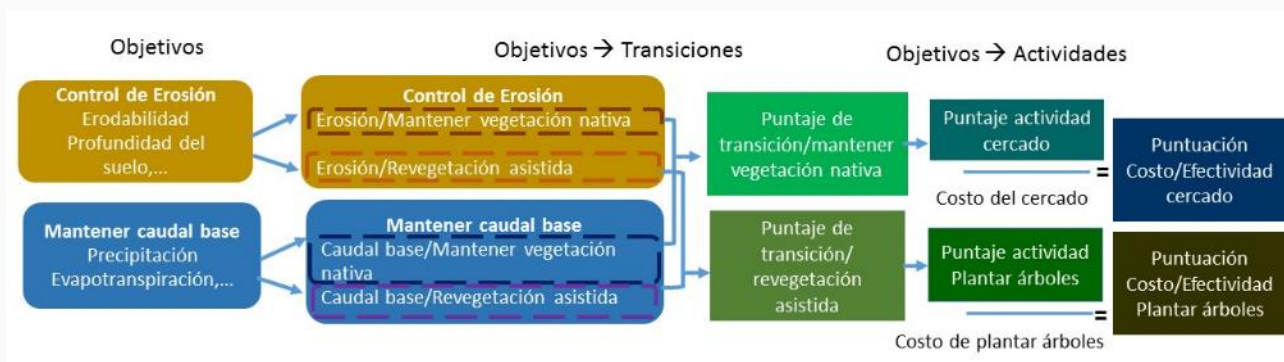 Objetivos
Objetivos → Transiciones
Objetivos → Actividades
Control de Erosión
Erodabilidad
Profundidad del
suelo,...
Mantener caudal base
Precipitación
Evapotranspiración,...
Control de Erosión
Erosión/Mantener vegetación nativa
Erosión/Revegetación asistida
Mantener caudal base
Caudal base/Mantener vegetación
nativa
Caudal base/Revegetación asistida
Puntaje de
transición/mantener
vegetación nativa
Puntaje de
transición/
revegetación
asistida
Puntaje actividad
cercado
Costo del cercado
=
Puntuación
Costo/Efectividad
cercado
Puntaje actividad
Plantar árboles
Costo de plantar árboles
=
Puntuación
Costo/Efectividad
Plantar árboles